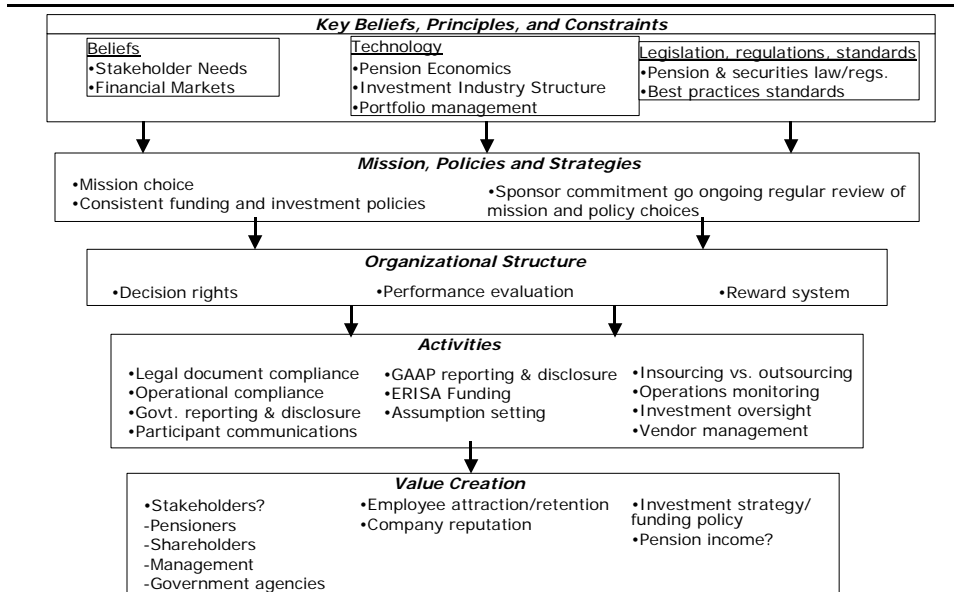 Key Beliefs, Principles, and Constraints
Beliefs
•Stakeholder Needs
•Financial Markets
Technology
•Pension Economics
•Investment Industry Structure
•Portfolio management
Legislation, regulations, standards
•Pension & securities law/regs.
•Best practices standards
Mission, Policies and Strategies
•Mission choice
•Consistent funding and investment policies
•Sponsor commitment go ongoing regular review of
mission and policy choices
Organizational Structure
•Decision rights
•Performance evaluation
•Reward system
Activities
•Legal document compliance
•Operational compliance
•Govt. reporting & disclosure
•Participant communications
•GAAP reporting & disclosure
•ERISA Funding
•Assumption setting
•Insourcing vs. outsourcing
•Operations monitoring
•Investment oversight
•Vendor management
Value Creation
•Stakeholders?
-Pensioners
-Shareholders
-Management
-Government agencies
•Employee attraction/retention
•Company reputation
•Investment strategy/
funding policy
•Pension income?